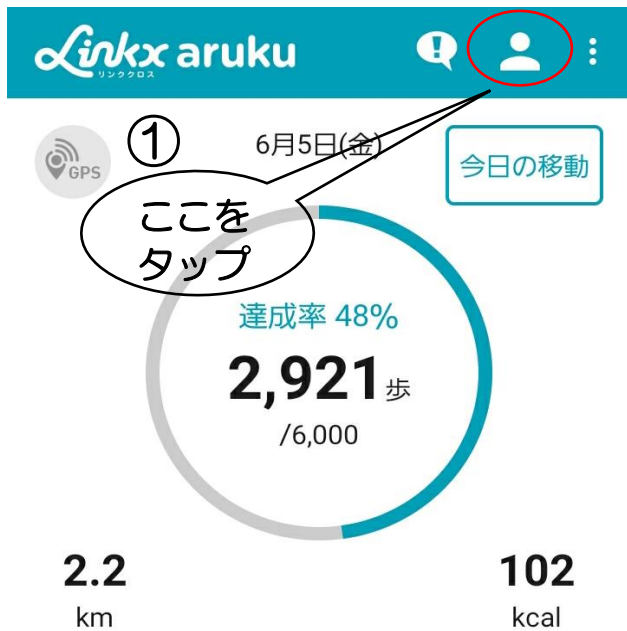 Linkx aruku
リンククロス
GPS
①
6月5日(金)
今日の移動
ここを
タップ
達成率 48%
2,921歩
/6,000
2.2
km
102
kcal